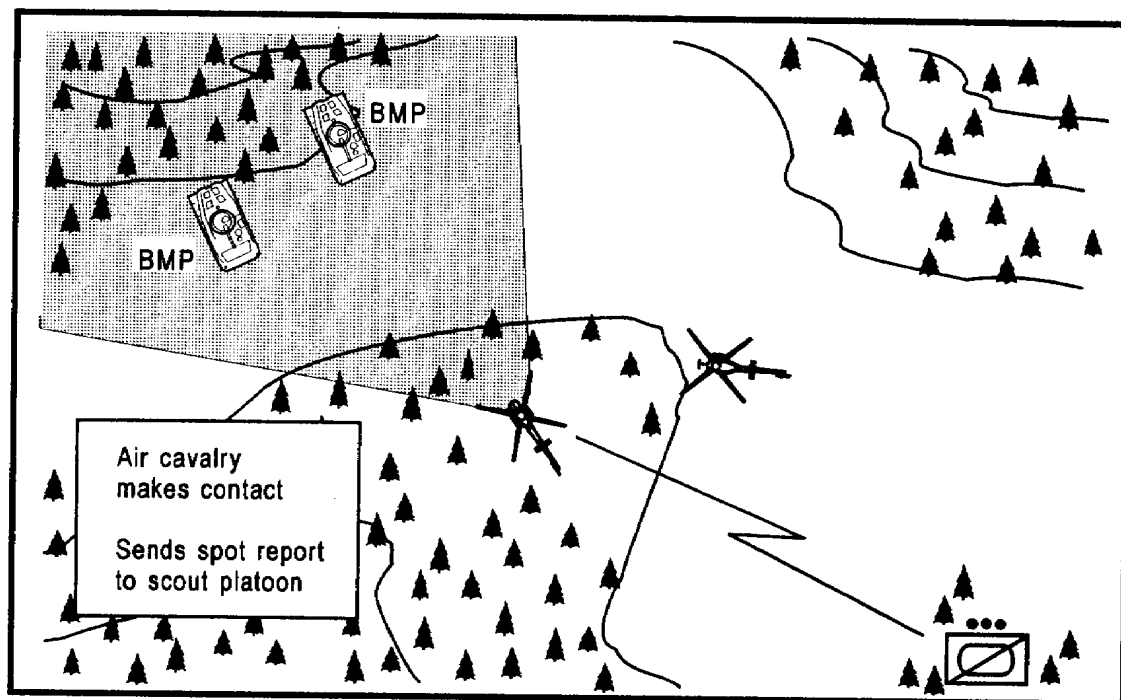 BMP
BMP
Air cavalry
makes contact
Sends spot report
to scout platoon